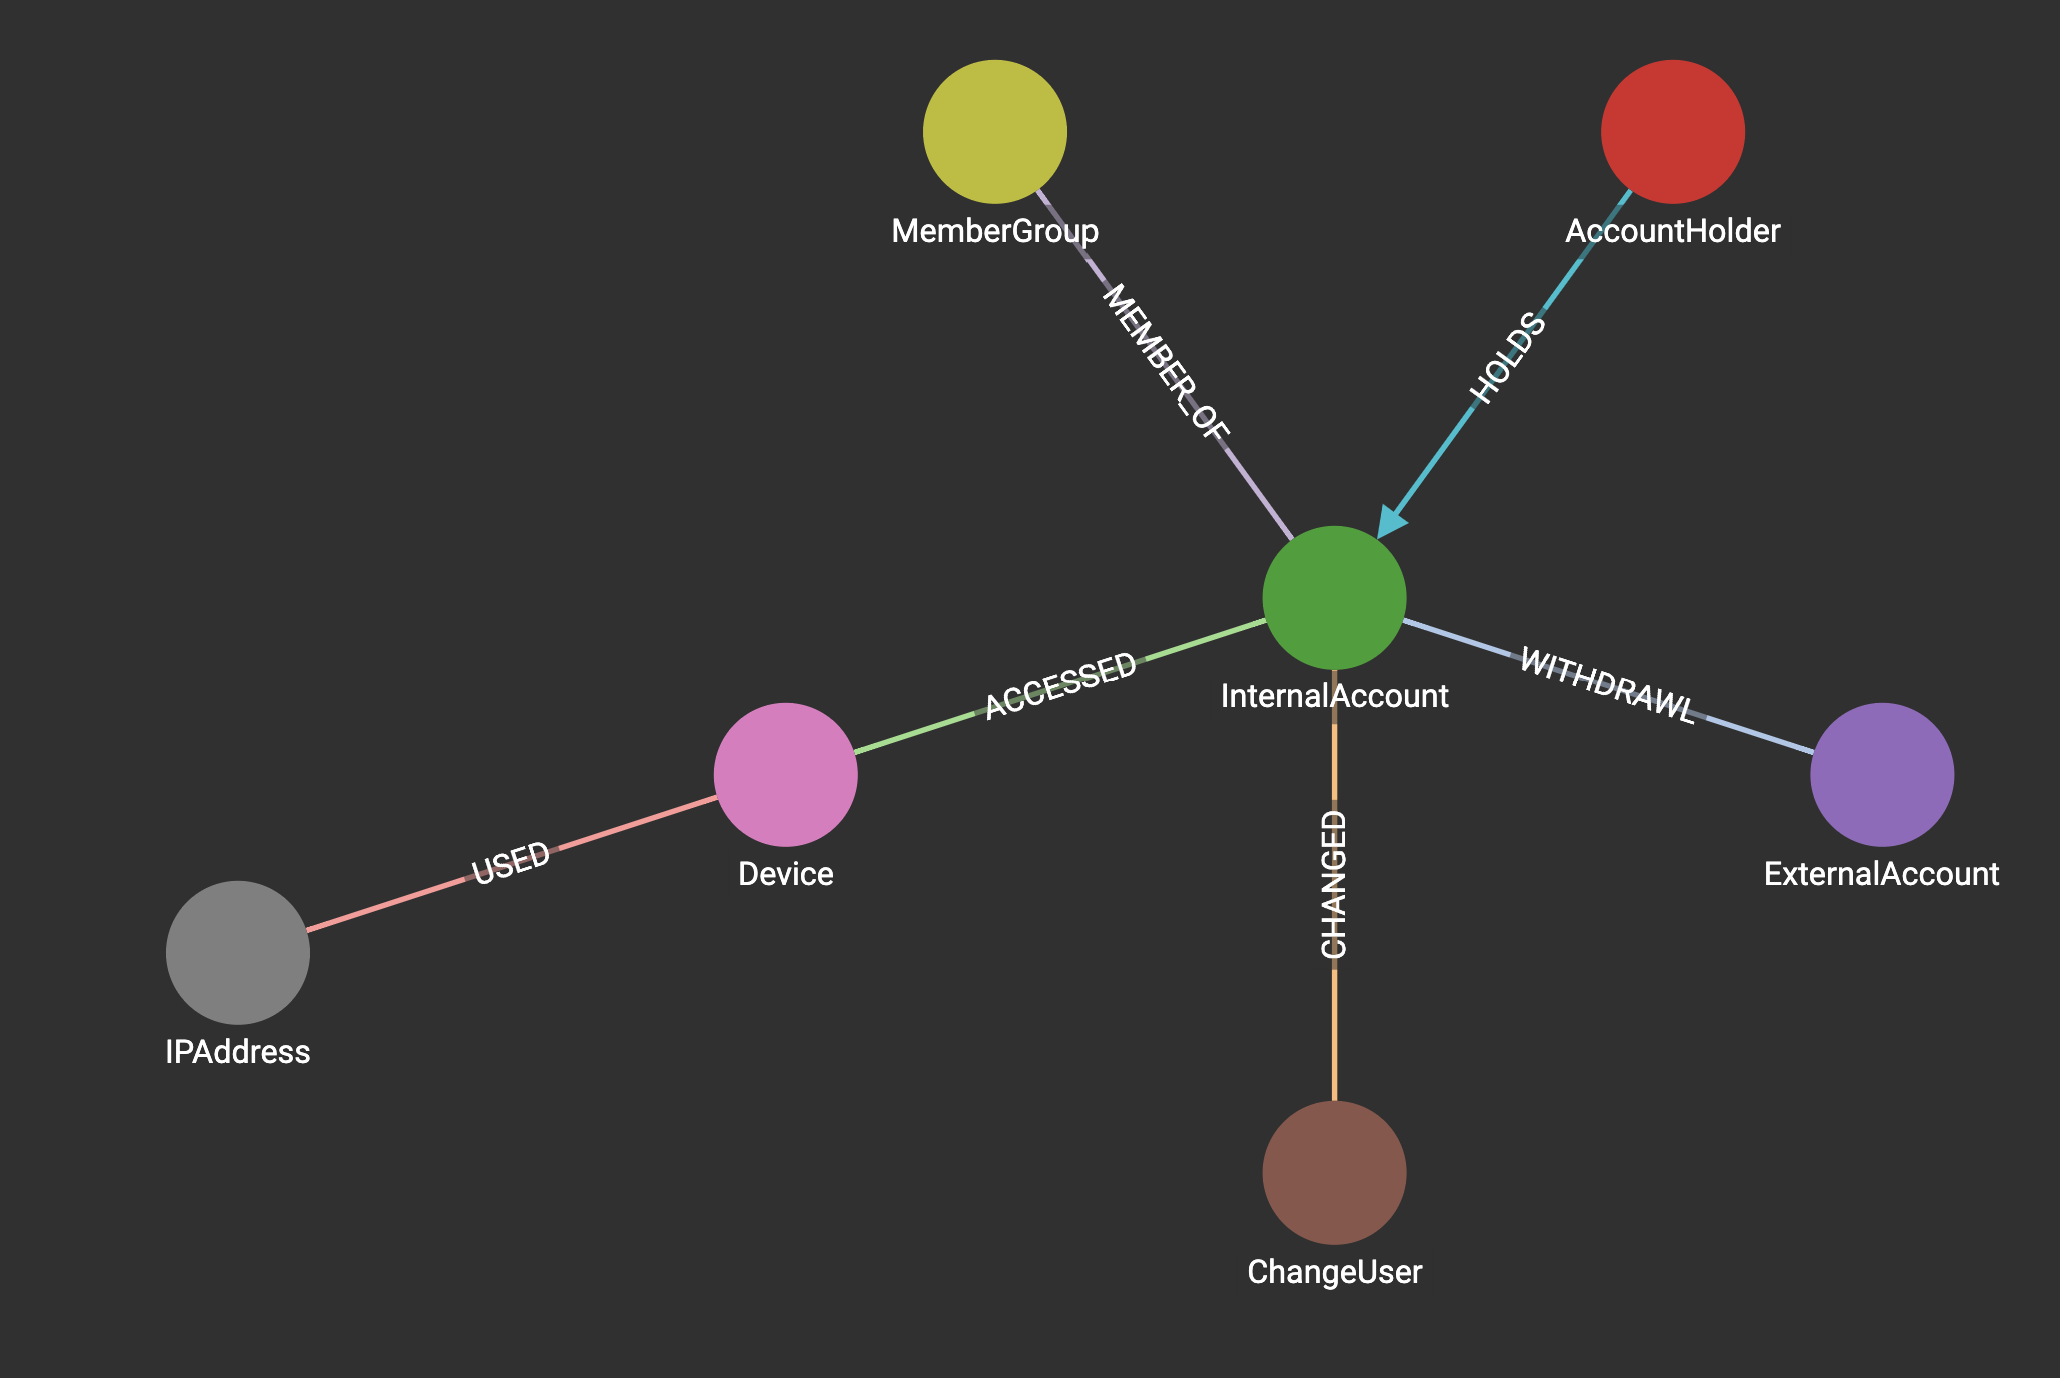 MemberGroup
AccountHolder
MEMBER_OF
HOLDS
InternalAccount
ACCESSED
WITHDRAWL
Device
ExternalAccount
USED
CHANGED
IPAddress
ChangeUser